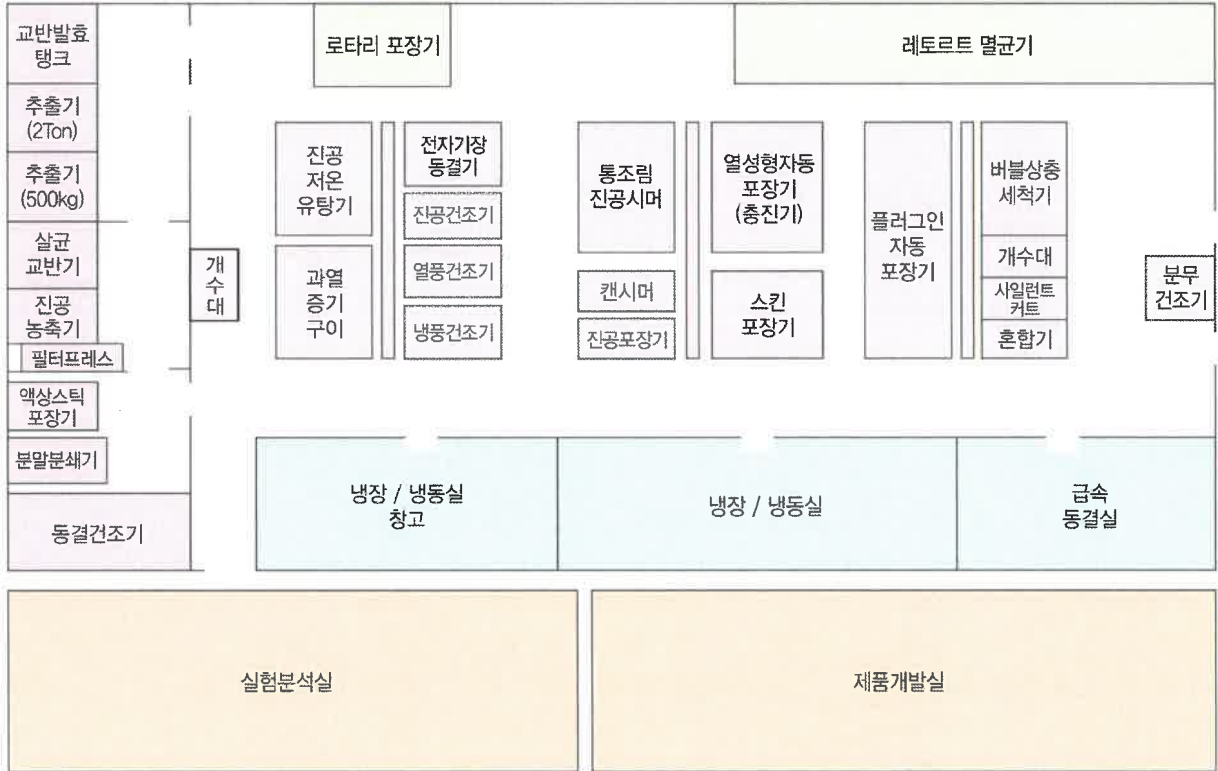 교반발효
탱크
추출기
(2Ton)
추출기
(500kg)
살균
교반기
진공
농축기
필터프레스
액상스틱
포장기
분말분쇄기
동결건조기
개
수
대
로타리 포장기
레토르트 멸균기
진공
저온
유탕기
과열
증기
구이
전자기장
동결기
진공건조기
열풍건조기
냉풍건조기
통조림
진공시머
캔시머
진공포장기
열성형자동
포장기
(충진기)
스킨
포장기
플러그인
자동
포장기
버블상충
세척기
개수대
사일런트
커트
혼합기
분무
건조기
냉장 / 냉동실
창고
냉장 / 냉동실
급속
동결실
실험분석실
제품개발실